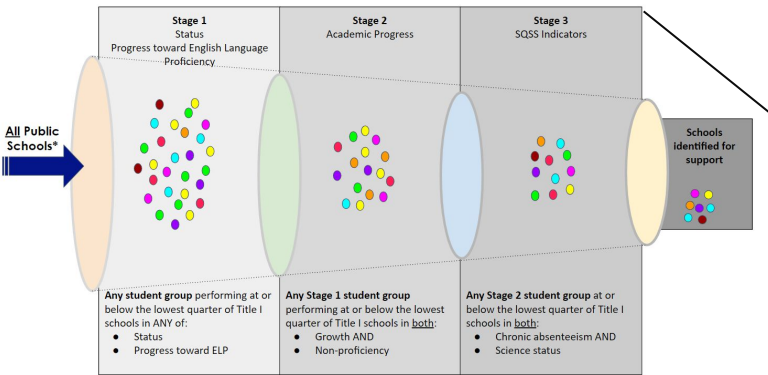 Stage 1
Status
Progress toward English Language
Proficiency
Stage 2
Academic Progress
Stage 3
SQSS Indicators
All Public
Schools*
Schools
identified for
support
Any student group performing at or
below the lowest quarter of Title I
schools in ANY of:
● Status
● Progress toward ELP
Any Stage 1 student group
performing at or below the lowest
quarter of Title I schools in both:
● Growth AND
● Non-proficiency
Any Stage 2 student group at or
below the lowest quarter of Title I
schools in both:
● Chronic absenteeism AND
● Science status